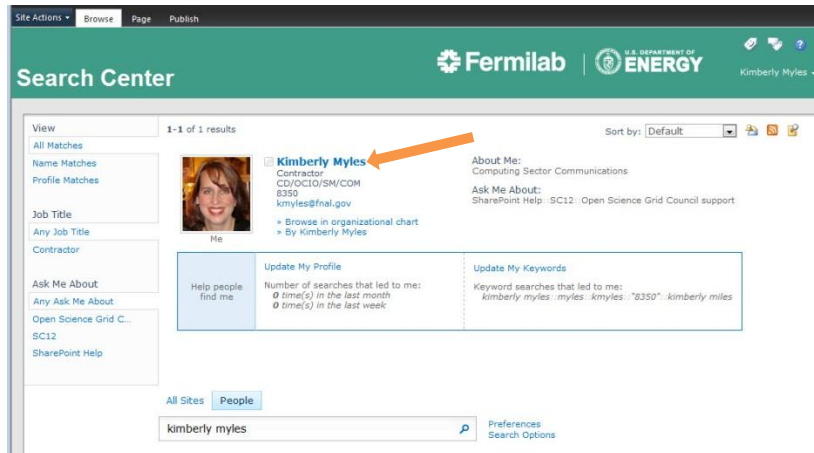 Site Actions Browse Page Publish
Fermilab | U.S. DEPARTMENT OF ENERGY
Kimberly Myles
Search Center
View
All Matches
Name Matches
Profile Matches
Job Title
Any Job Title
Contractor
Ask Me About
Any Ask Me About
Open Science Grid C...
SC12
SharePoint Help
1-1 of 1 results
Sort by: Default
Me
Kimberly Myles
Contractor
CD/OCIO/SM/COM
8350
kmyles@fnal.gov
» Browse in organizational chart
» By Kimberly Myles
About Me:
Computing Sector Communications
Ask Me About:
SharePoint Help::SC12::Open Science Grid Council support
Help people
find me
Update My Profile
Number of searches that led to me:
0 time(s) in the last month
0 time(s) in the last week
Update My Keywords
Keyword searches that led to me:
kimberly myles::myles::kmyles::"8350"::kimberly miles
All Sites People
kimberly myles
Preferences
Search Options